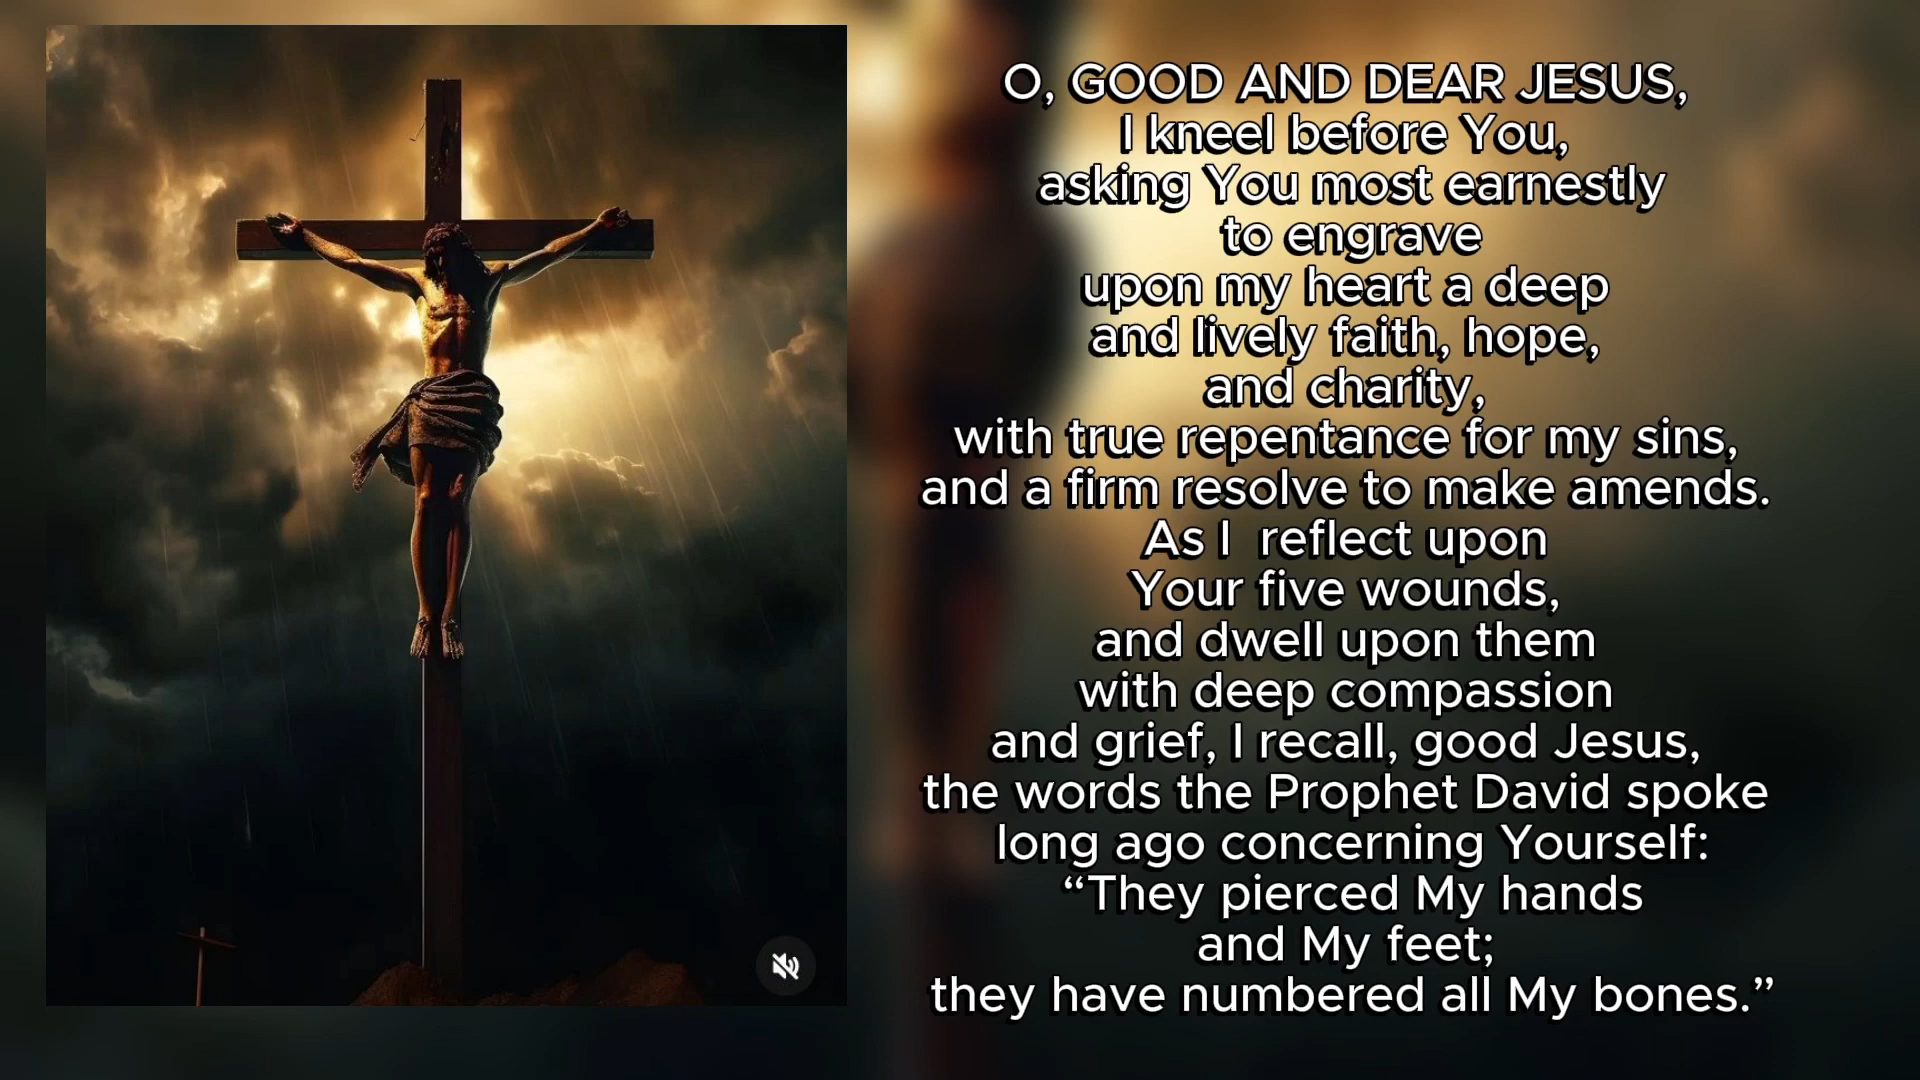 O, GOOD AND DEAR JESUS,
I kneel before You,
asking You most earnestly
to engrave
upon my heart a deep
and lively faith, hope,
and charity,
with true repentance for my sins,
and a firm resolve to make amends.
As I  reflect upon
Your five wounds,
and dwell upon them
with deep compassion
and grief, I recall, good Jesus,
the words the Prophet David spoke
long ago concerning Yourself:
“They pierced My hands
and My feet;
they have numbered all My bones.”